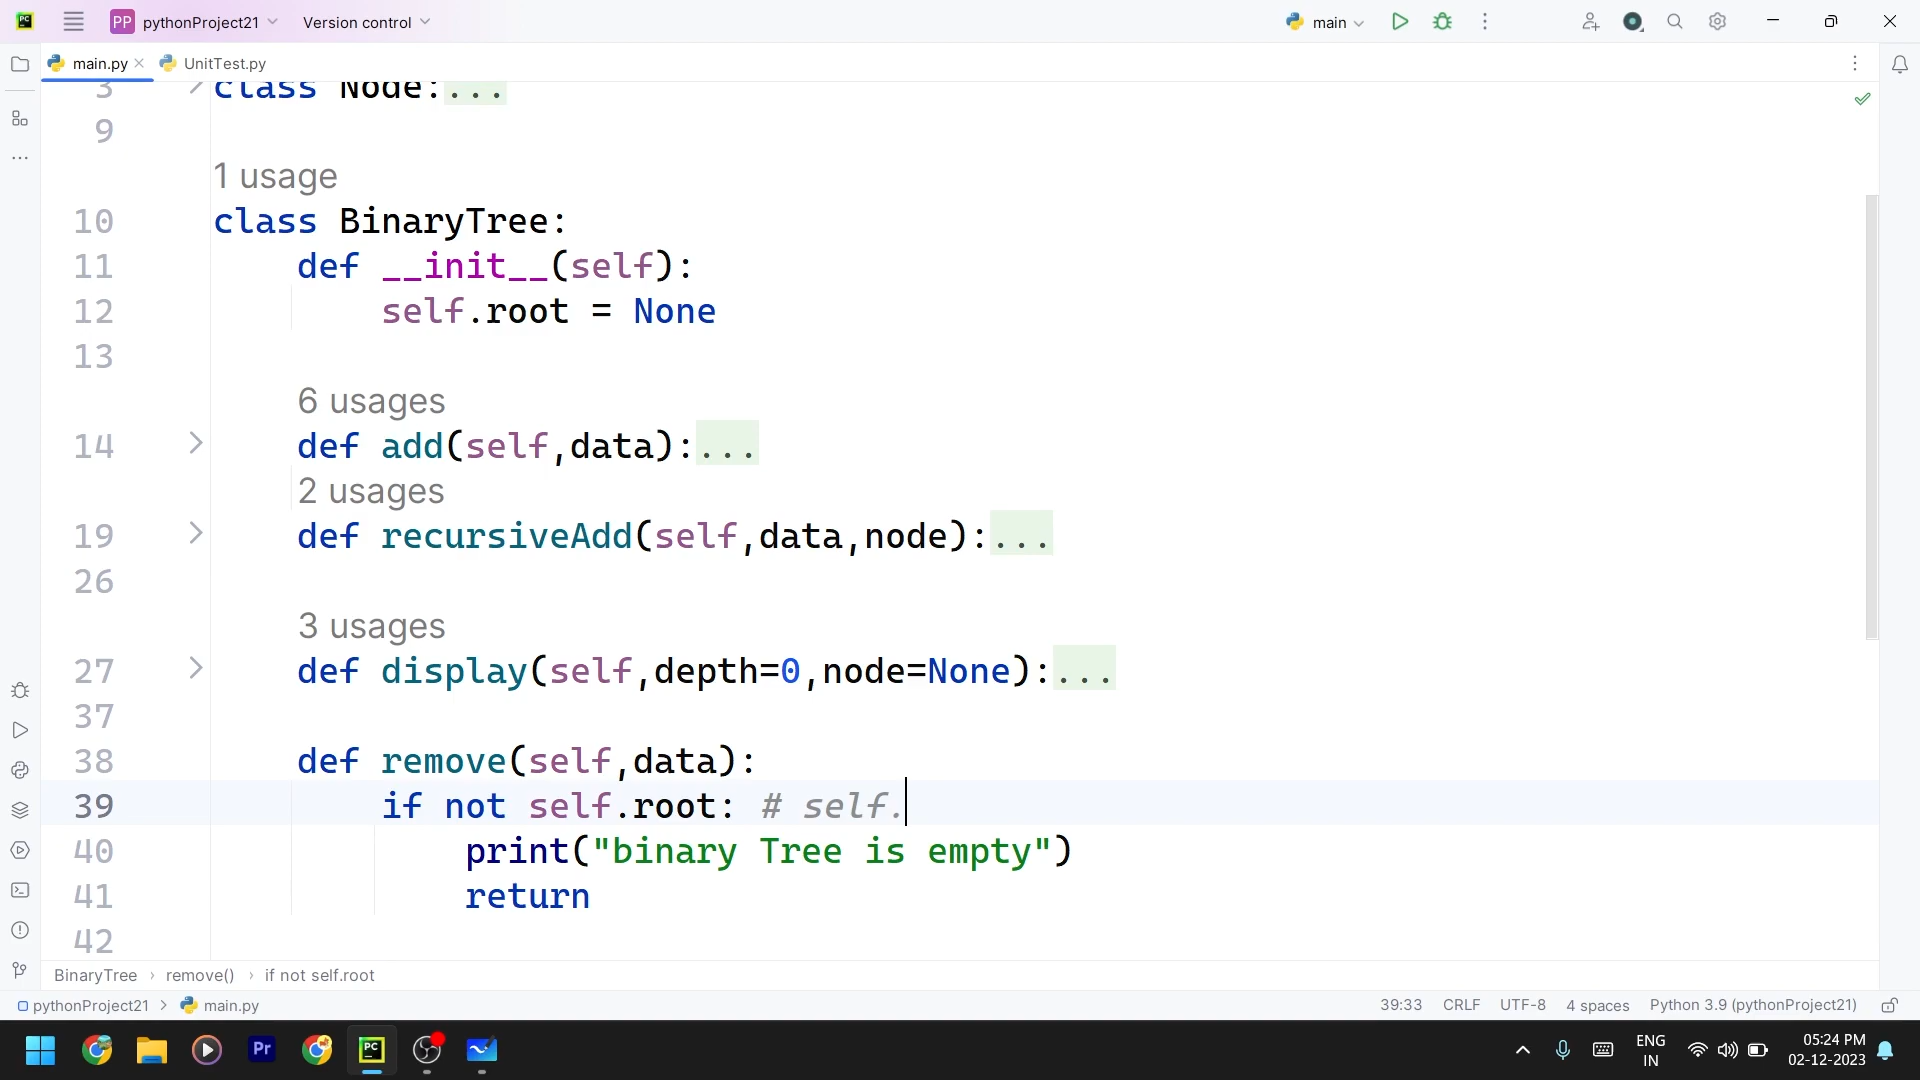 PC
PP pythonProject21
Version control
main
main.py
UnitTest.py
3 class Node:...
9
1 usage
10 class BinaryTree:
11 def __init__(self):
12 self.root = None
13
6 usages
14 def add(self,data):...
2 usages
19 def recursiveAdd(self,data,node):...
26
3 usages
27 def display(self,depth=0,node=None):...
37
38 def remove(self,data):
39 if not self.root: # self.
40 print("binary Tree is empty")
41 return
42
BinaryTree › remove() › if not self.root
pythonProject21 > main.py
39:33 CRLF UTF-8 4 spaces Python 3.9 (pythonProject21)
Pr
PC
ENG
IN
05:24 PM
02-12-2023